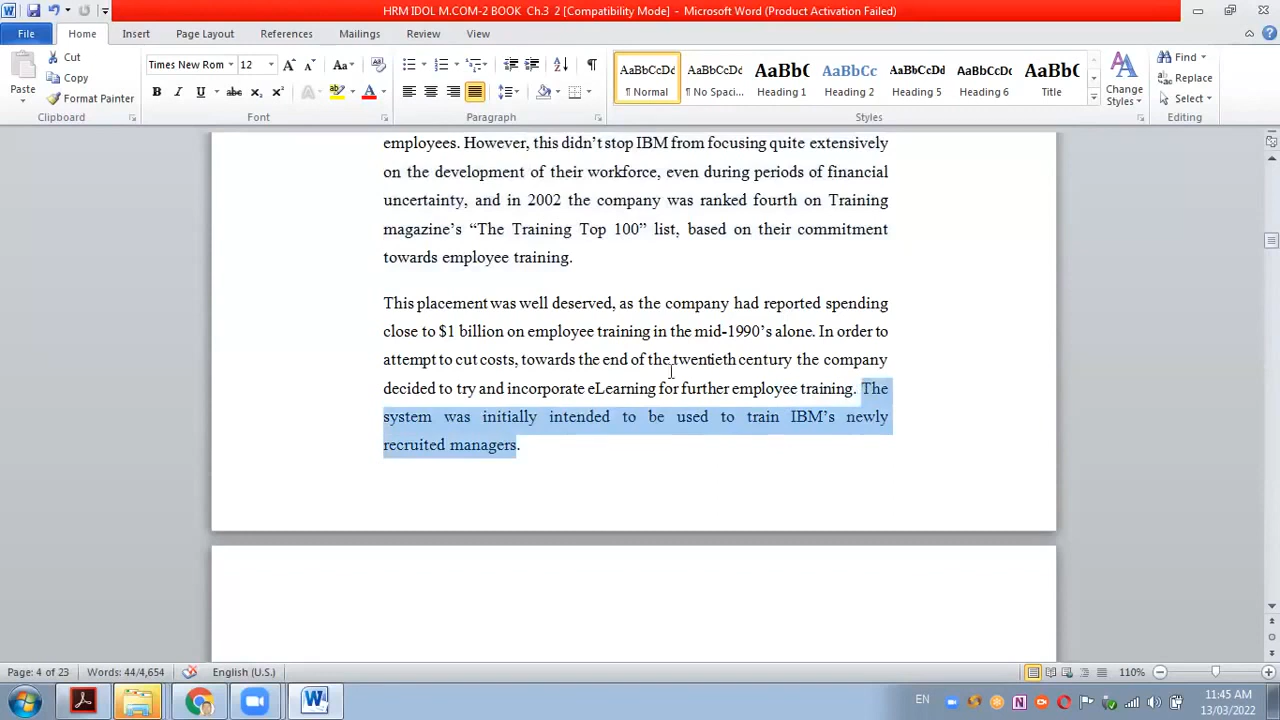 HRM IDOL M.COM-2 BOOK Ch.3 2 [Compatibility Mode] - Microsoft Word (Product Activation Failed)
File Home Insert Page Layout References Mailings Review View
Paste
Cut
Copy
Format Painter
Clipboard
Times New Rom 12
Font
Paragraph
AaBbCcDd AaBbCcDd AaBbC AaBbCc AaBbCcDd AaBbCcDd AaBbC
¶ Normal ¶ No Spaci... Heading 1 Heading 2 Heading 5 Heading 6 Title
Change Styles
Styles
Find
Replace
Select
Editing
employees. However, this didn’t stop IBM from focusing quite extensively
on the development of their workforce, even during periods of financial
uncertainty, and in 2002 the company was ranked fourth on Training
magazine’s “The Training Top 100” list, based on their commitment
towards employee training.
This placement was well deserved, as the company had reported spending
close to $1 billion on employee training in the mid-1990’s alone. In order to
attempt to cut costs, towards the end of the twentieth century the company
decided to try and incorporate eLearning for further employee training. The
system was initially intended to be used to train IBM’s newly
recruited managers.
Page: 4 of 23 Words: 44/4,654 English (U.S.) 110%
EN
11:45 AM
13/03/2022